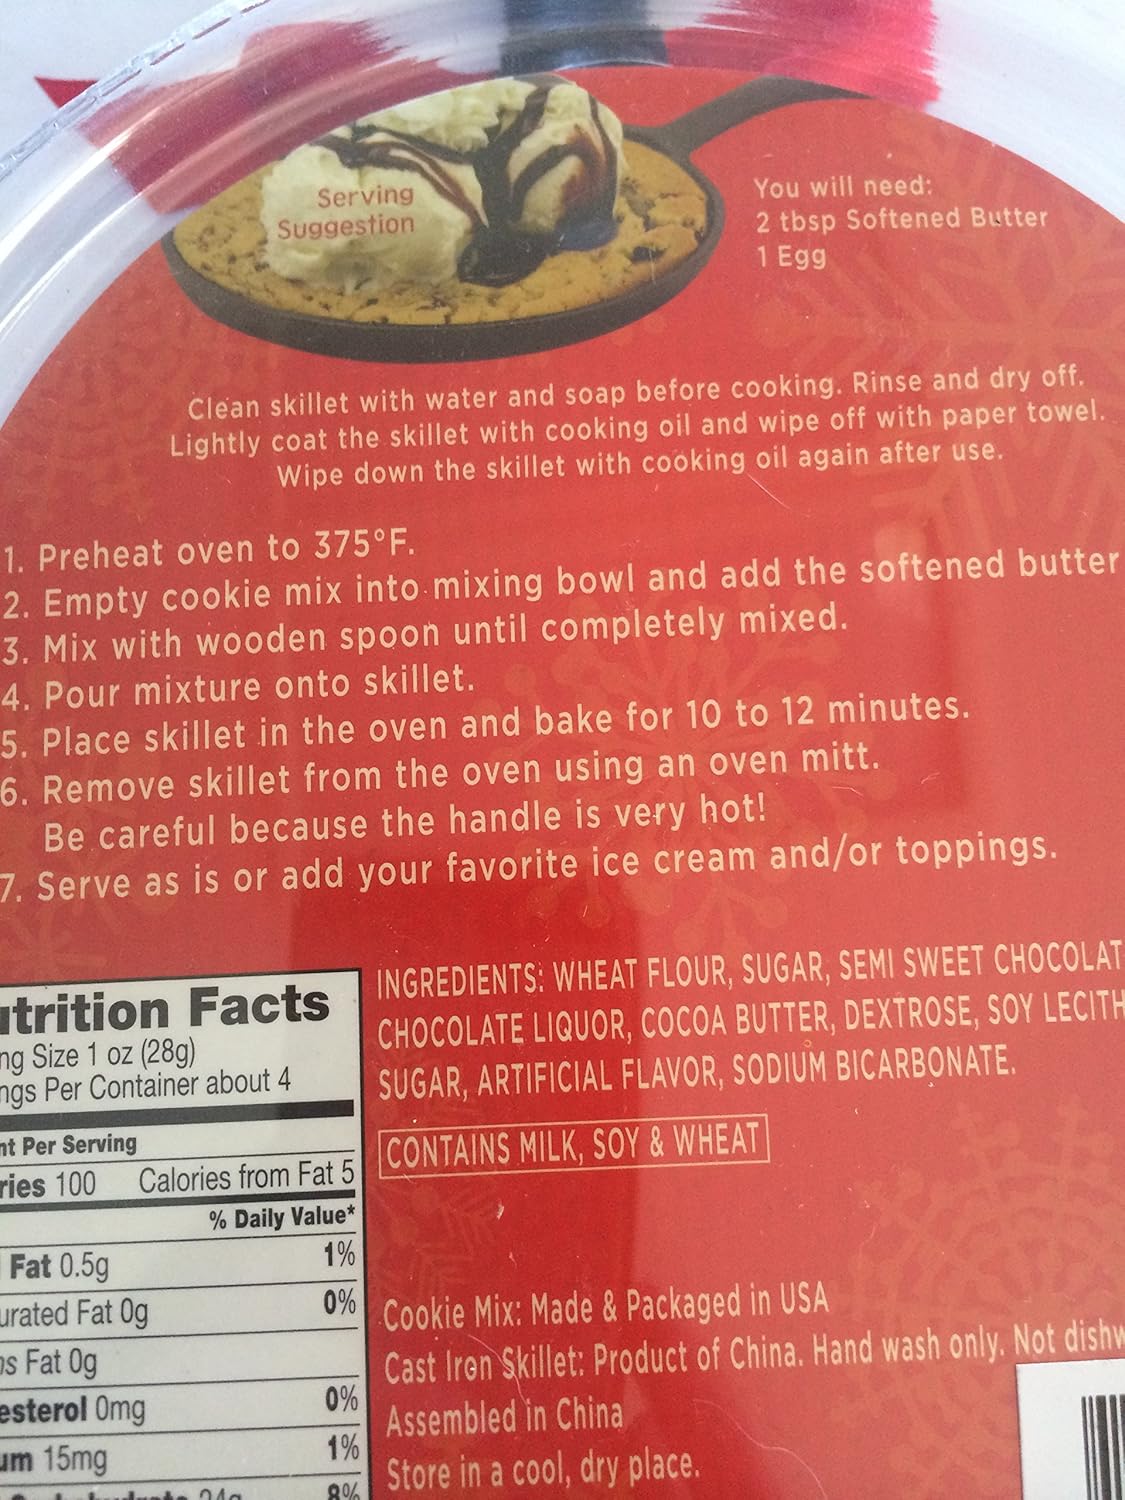 Serving
Suggestion
You will need:
2 tbsp Softened Butter
1 Egg
Clean skillet with water and soap before cooking. Rinse and dry off.
Lightly coat the skillet with cooking oil and wipe off with paper towel.
Wipe down the skillet with cooking oil again after use.
1. Preheat oven to 375°F.
2. Empty cookie mix into mixing bowl and add the softened butter
3. Mix with wooden spoon until completely mixed.
4. Pour mixture onto skillet.
5. Place skillet in the oven and bake for 10 to 12 minutes.
6. Remove skillet from the oven using an oven mitt.
Be careful because the handle is very hot!
7. Serve as is or add your favorite ice cream and/or toppings.
INGREDIENTS: WHEAT FLOUR, SUGAR, SEMI SWEET CHOCOLAT
CHOCOLATE LIQUOR, COCOA BUTTER, DEXTROSE, SOY LECITH
SUGAR, ARTIFICIAL FLAVOR, SODIUM BICARBONATE.
CONTAINS MILK, SOY & WHEAT
utrition Facts
ng Size 1 oz (28g)
ngs Per Container about 4
nt Per Serving
ries 100 Calories from Fat 5
% Daily Value*
Fat 0.5g 1%
urated Fat 0g 0%
ns Fat 0g
esterol 0mg 0%
um 15mg 1%
24g 8%
Cookie Mix: Made & Packaged in USA
Cast Iron Skillet: Product of China. Hand wash only. Not dishw
Assembled in China
Store in a cool, dry place.